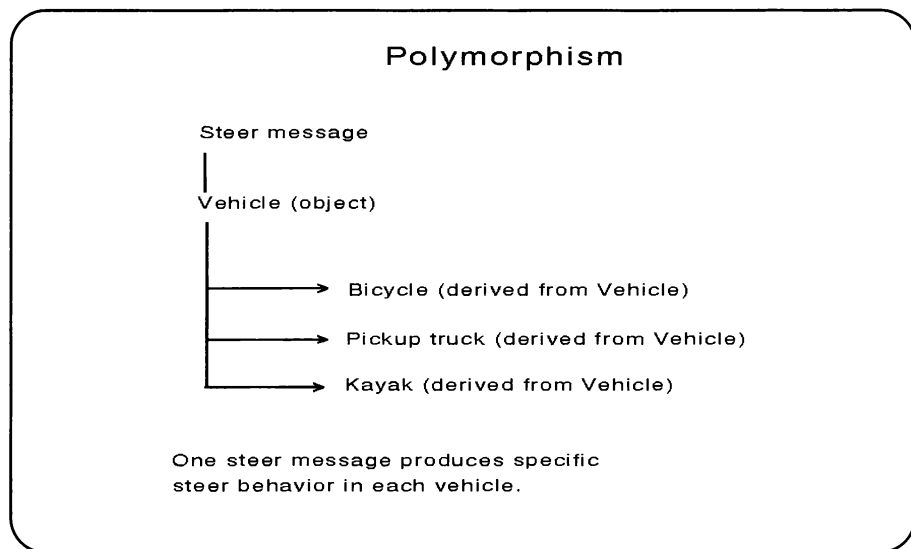 Polymorphism
Steer message
Vehicle (object)
Bicycle (derived from Vehicle)
Pickup truck (derived from Vehicle)
Kayak (derived from Vehicle)
One steer message produces specific
steer behavior in each vehicle.